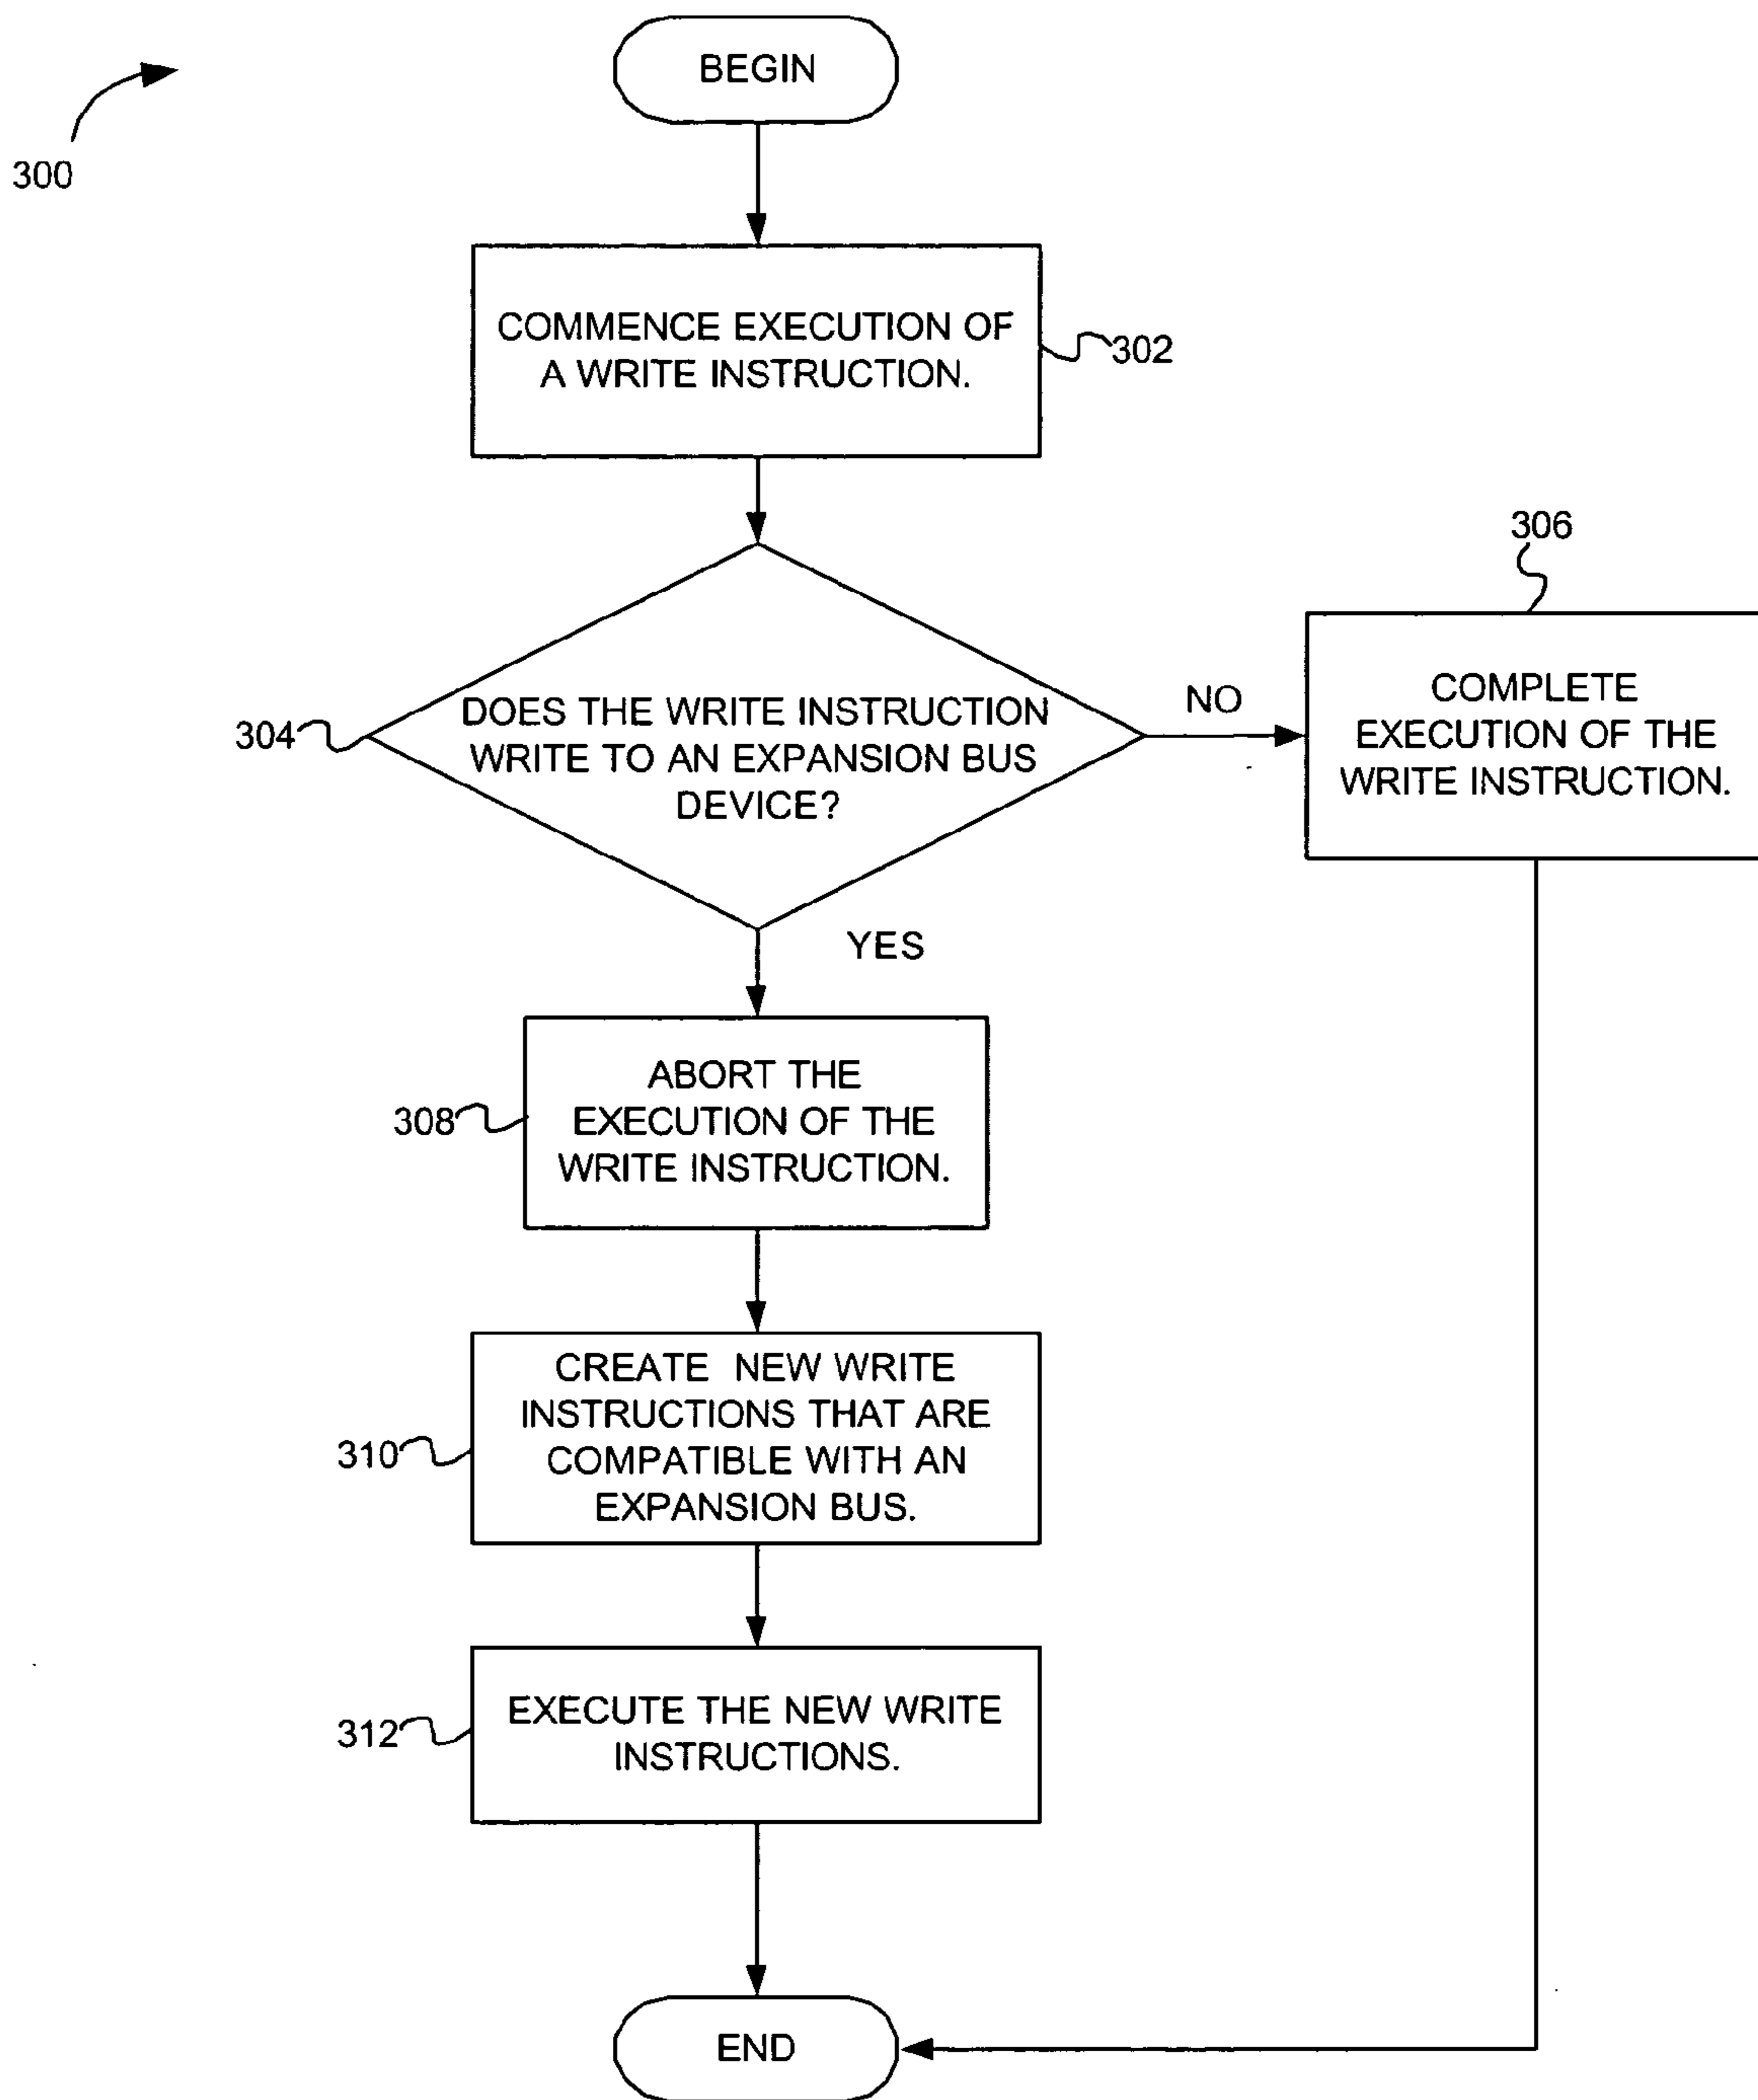 BEGIN
300
COMMENCE EXECUTION OF
A WRITE INSTRUCTION.
302
306
DOES THE WRITE INSTRUCTION
WRITE TO AN EXPANSION BUS
DEVICE?
304
NO
COMPLETE
EXECUTION OF THE
WRITE INSTRUCTION.
YES
ABORT THE
EXECUTION OF THE
WRITE INSTRUCTION.
308
CREATE NEW WRITE
INSTRUCTIONS THAT ARE
COMPATIBLE WITH AN
EXPANSION BUS.
310
EXECUTE THE NEW WRITE
INSTRUCTIONS.
312
END